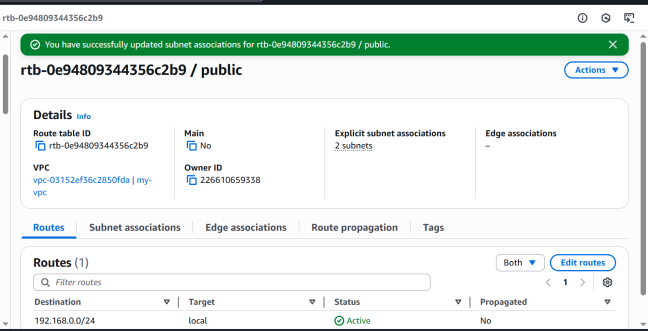 rtb-0e94809344356c2b9
You have successfully updated subnet associations for rtb-0e94809344356c2b9 / public.
rtb-0e94809344356c2b9 / public
Actions
Details Info
Route table ID
rtb-0e94809344356c2b9
Main
No
Explicit subnet associations
2 subnets
Edge associations
–
VPC
vpc-03152ef36c2850fda | my-
vpc
Owner ID
226610659338
Routes Subnet associations Edge associations Route propagation Tags
Routes (1)
Both Edit routes
Filter routes
1
Destination Target Status Propagated
192.168.0.0/24 local Active No